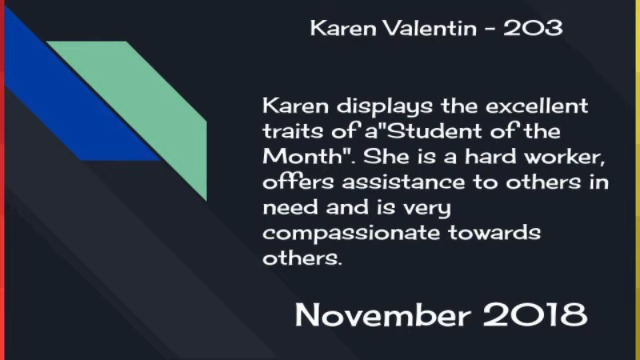 Karen Valentin - 203
Karen displays the excellent
traits of a"Student of the
Month". She is a hard worker,
offers assistance to others in
need and is very
compassionate towards
others.
November 2018